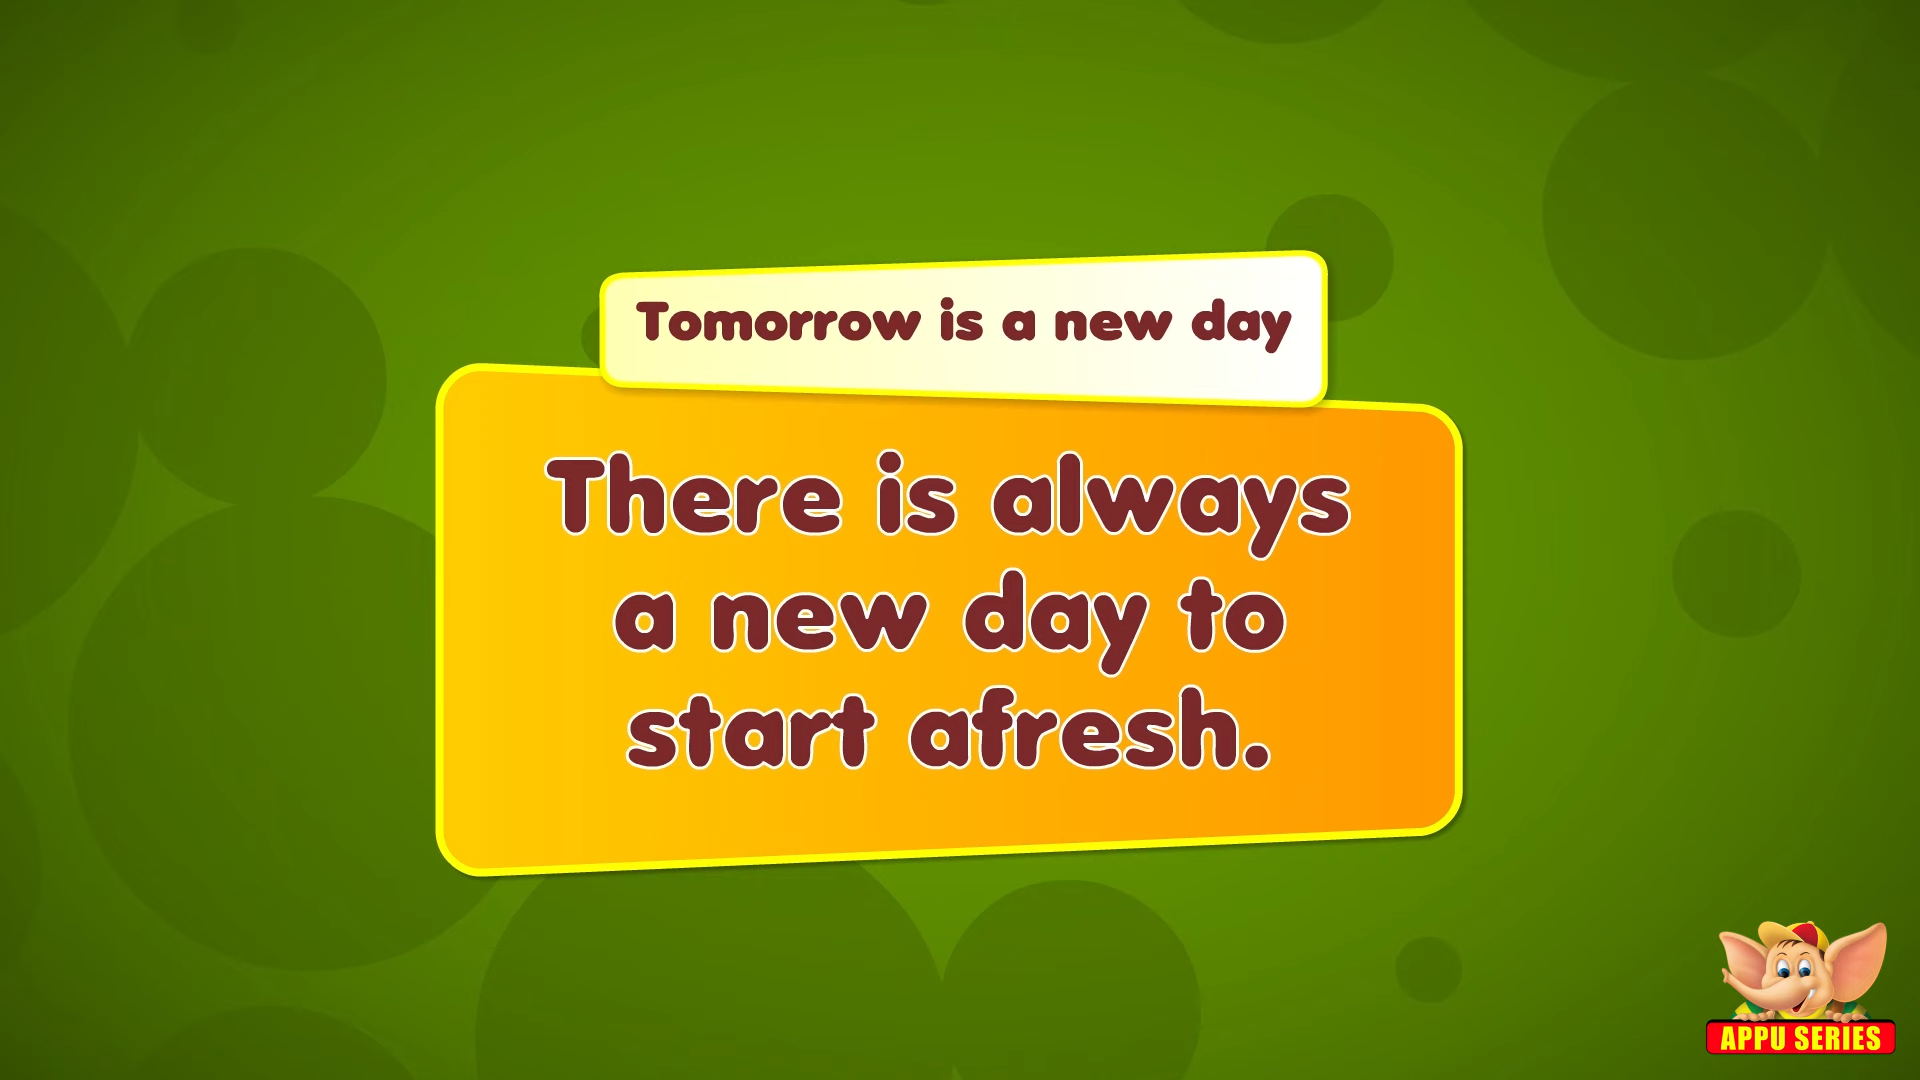 Tomorrow is a new day
There is always
a new day to
start afresh.
APPU SERIES